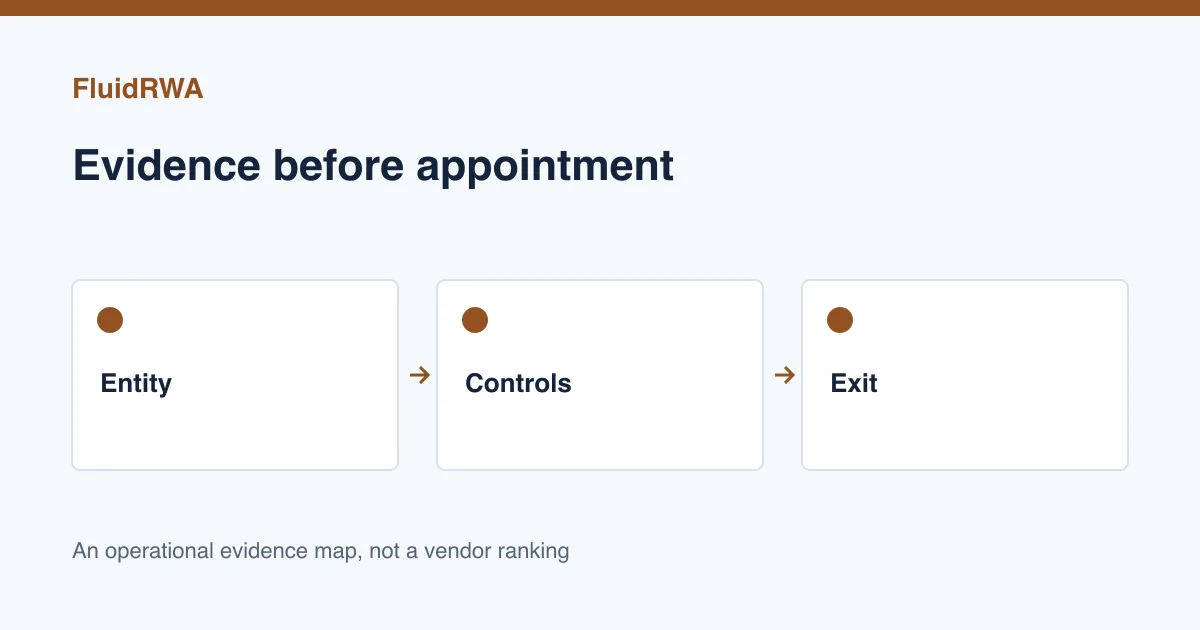 FluidRWA
Evidence before appointment
Entity
Controls
Exit
An operational evidence map, not a vendor ranking